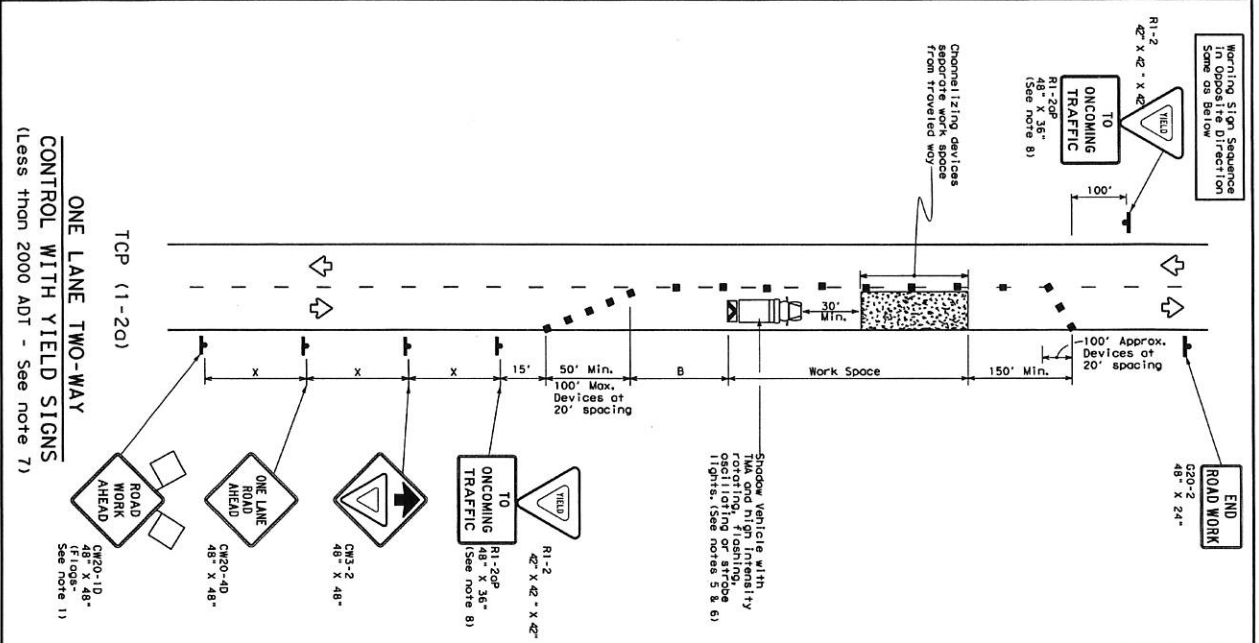 Warning Sign Sequence
in Opposite Direction
Same as Below
R1-2
42" X 42" X 42"
YIELD
TO
ONCOMING
TRAFFIC
R1-2aP
48" X 36"
(See note 8)
100'
Channelizing devices
separate work space
from traveled way
30'
Min.
END
ROAD WORK
G20-2
48" X 24"
100' Approx.
Devices at
20' spacing
150' Min.
Work Space
B
50' Min.
100' Max.
Devices at
20' spacing
15'
X
X
X
Shadow Vehicle with
TMA and high intensity
rotating, flashing,
oscillating or strobe
lights. (See notes 5 & 6)
YIELD
R1-2
42" X 42" X 42"
TO
ONCOMING
TRAFFIC
R1-2aP
48" X 36"
(See note 8)
CW3-2
48" X 48"
ONE LANE
ROAD
AHEAD
CW20-4D
48" X 48"
ROAD
WORK
AHEAD
CW20-1D
48" X 48"
(Flags-
See note 1)
TCP (1-2a)
ONE LANE TWO-WAY
CONTROL WITH YIELD SIGNS
(Less than 2000 ADT - See note 7)